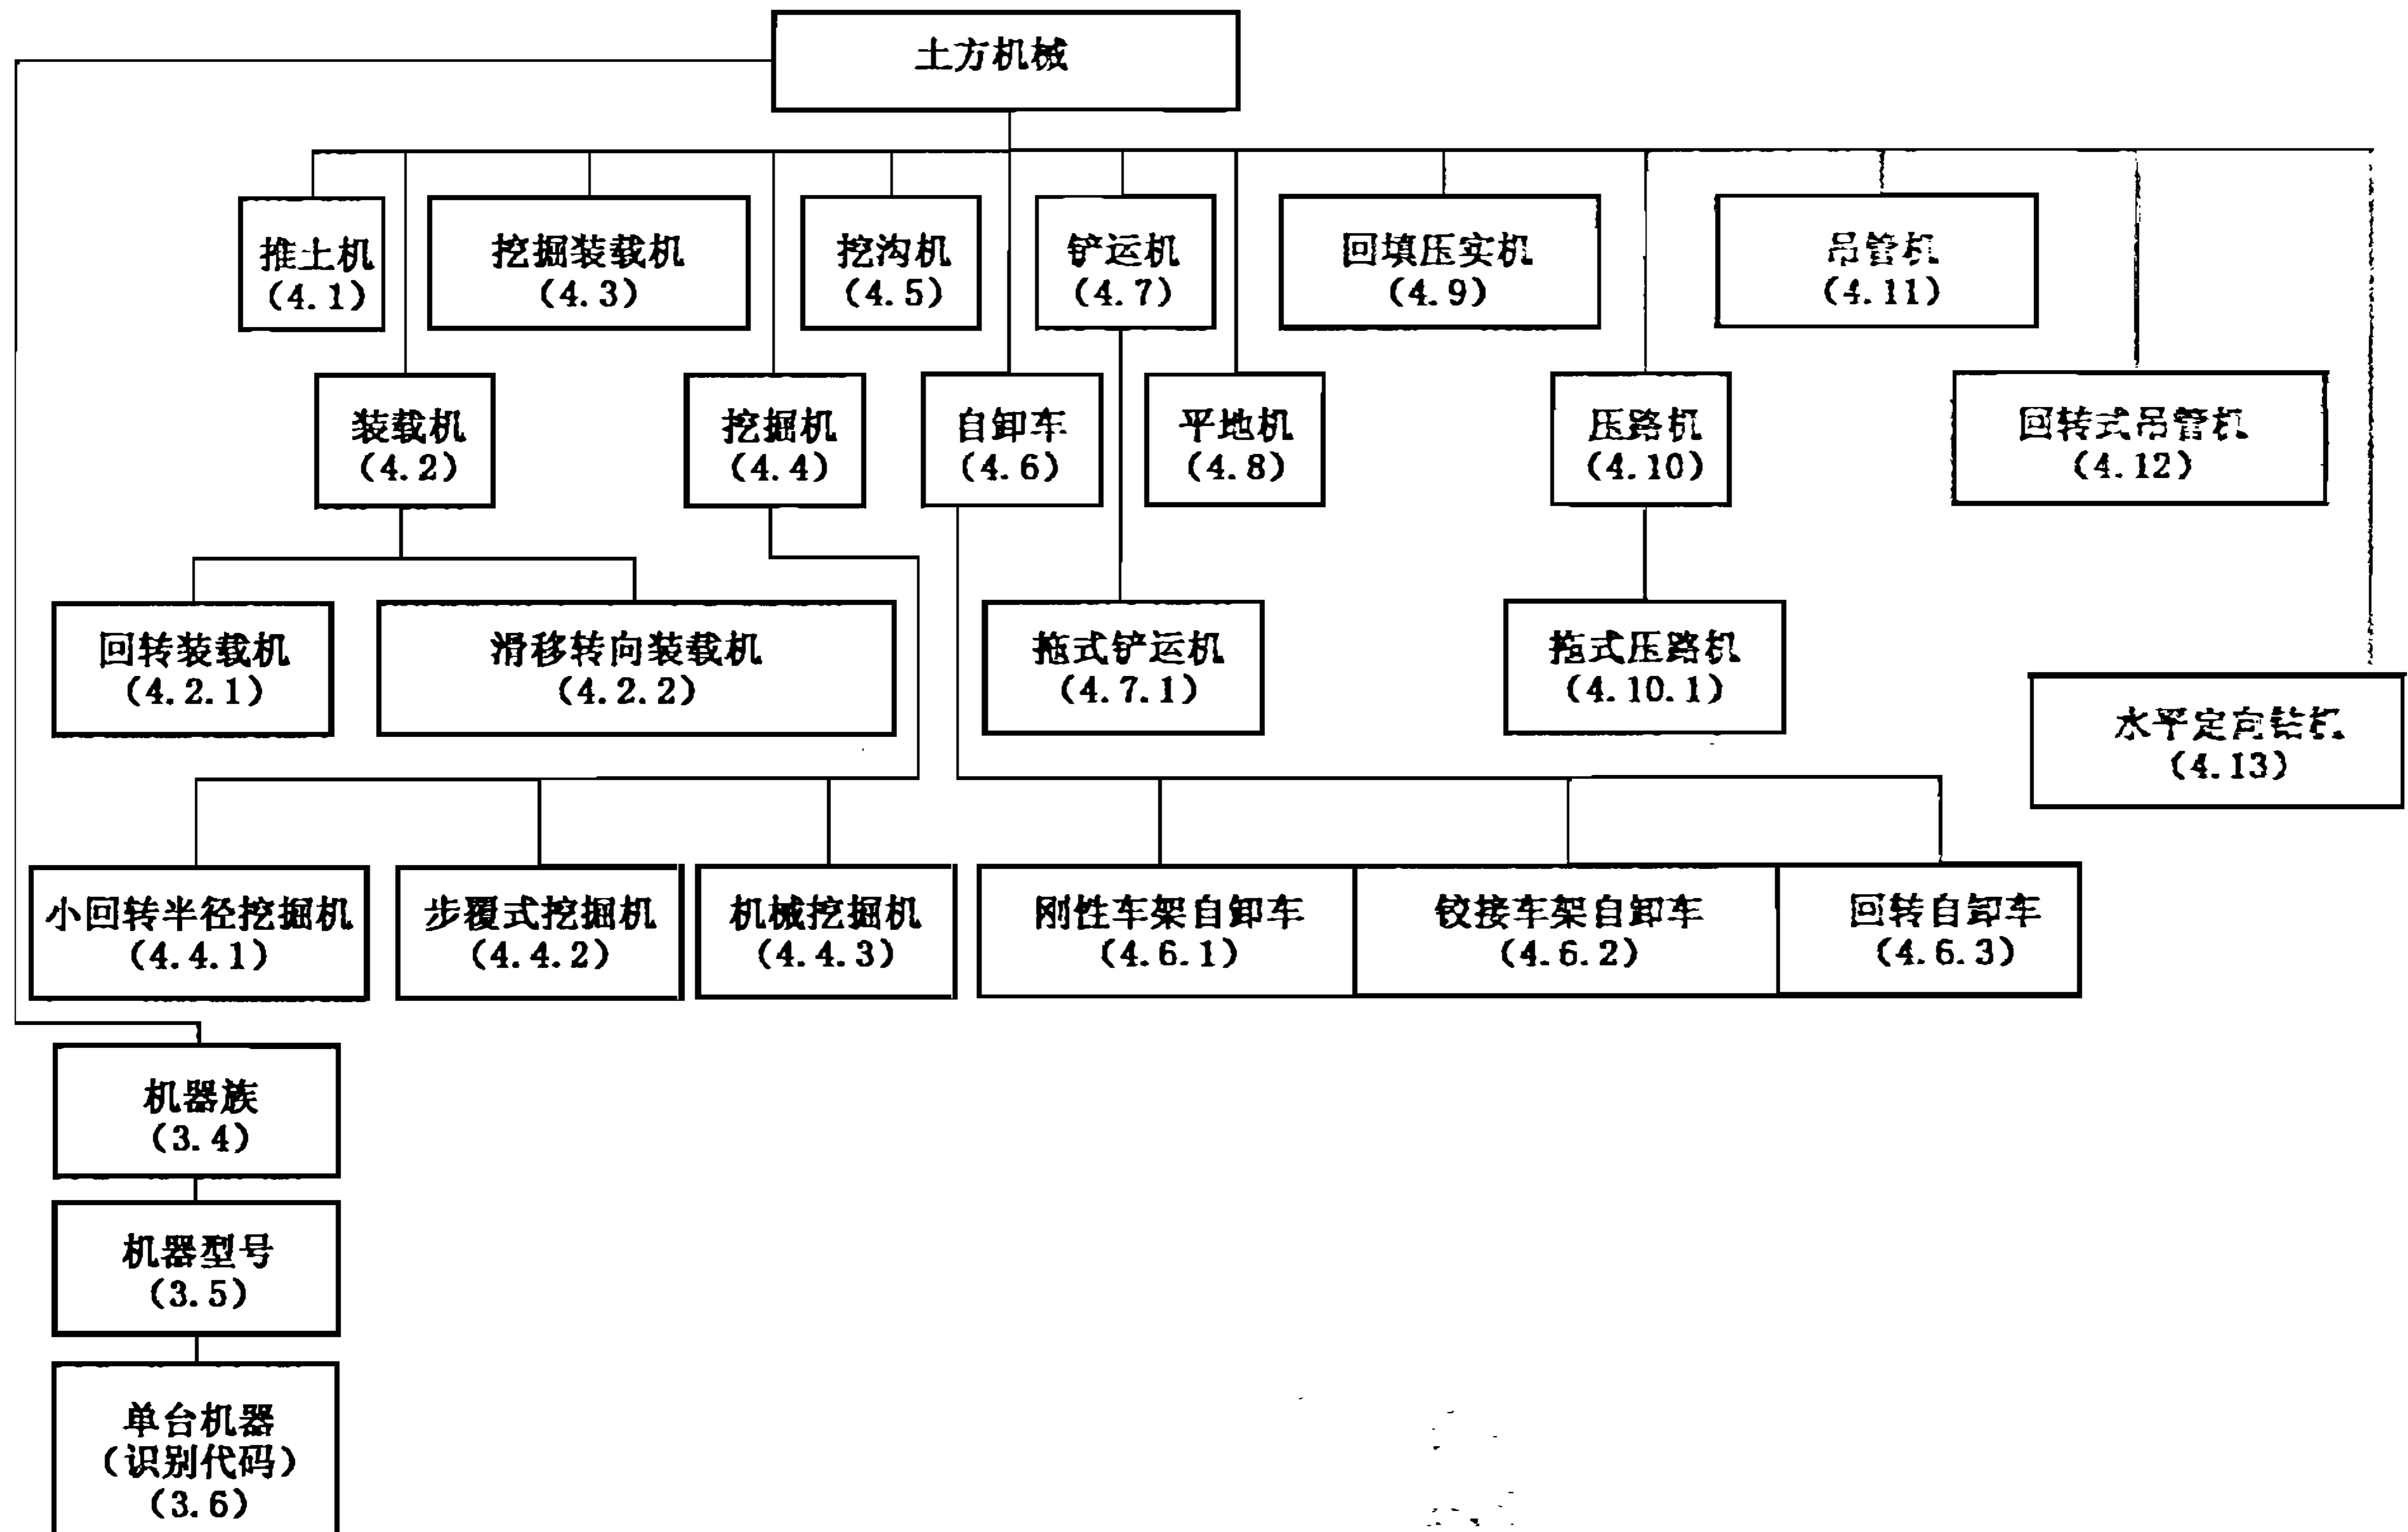 土方机械
推土机
(4.1)
挖掘装载机
(4.3)
挖沟机
(4.5)
铲运机
(4.7)
回填压实机
(4.9)
吊管机
(4.11)
装载机
(4.2)
挖掘机
(4.4)
自卸车
(4.6)
平地机
(4.8)
压路机
(4.10)
回转式吊管机
(4.12)
回转装载机
(4.2.1)
滑移转向装载机
(4.2.2)
拖式铲运机
(4.7.1)
拖式压路机
(4.10.1)
水平定向钻机
(4.13)
小回转半径挖掘机
(4.4.1)
步覆式挖掘机
(4.4.2)
机械挖掘机
(4.4.3)
刚性车架自卸车
(4.6.1)
铰接车架自卸车
(4.6.2)
回转自卸车
(4.6.3)
机器族
(3.4)
机器型号
(3.5)
单台机器
(识别代码)
(3.6)